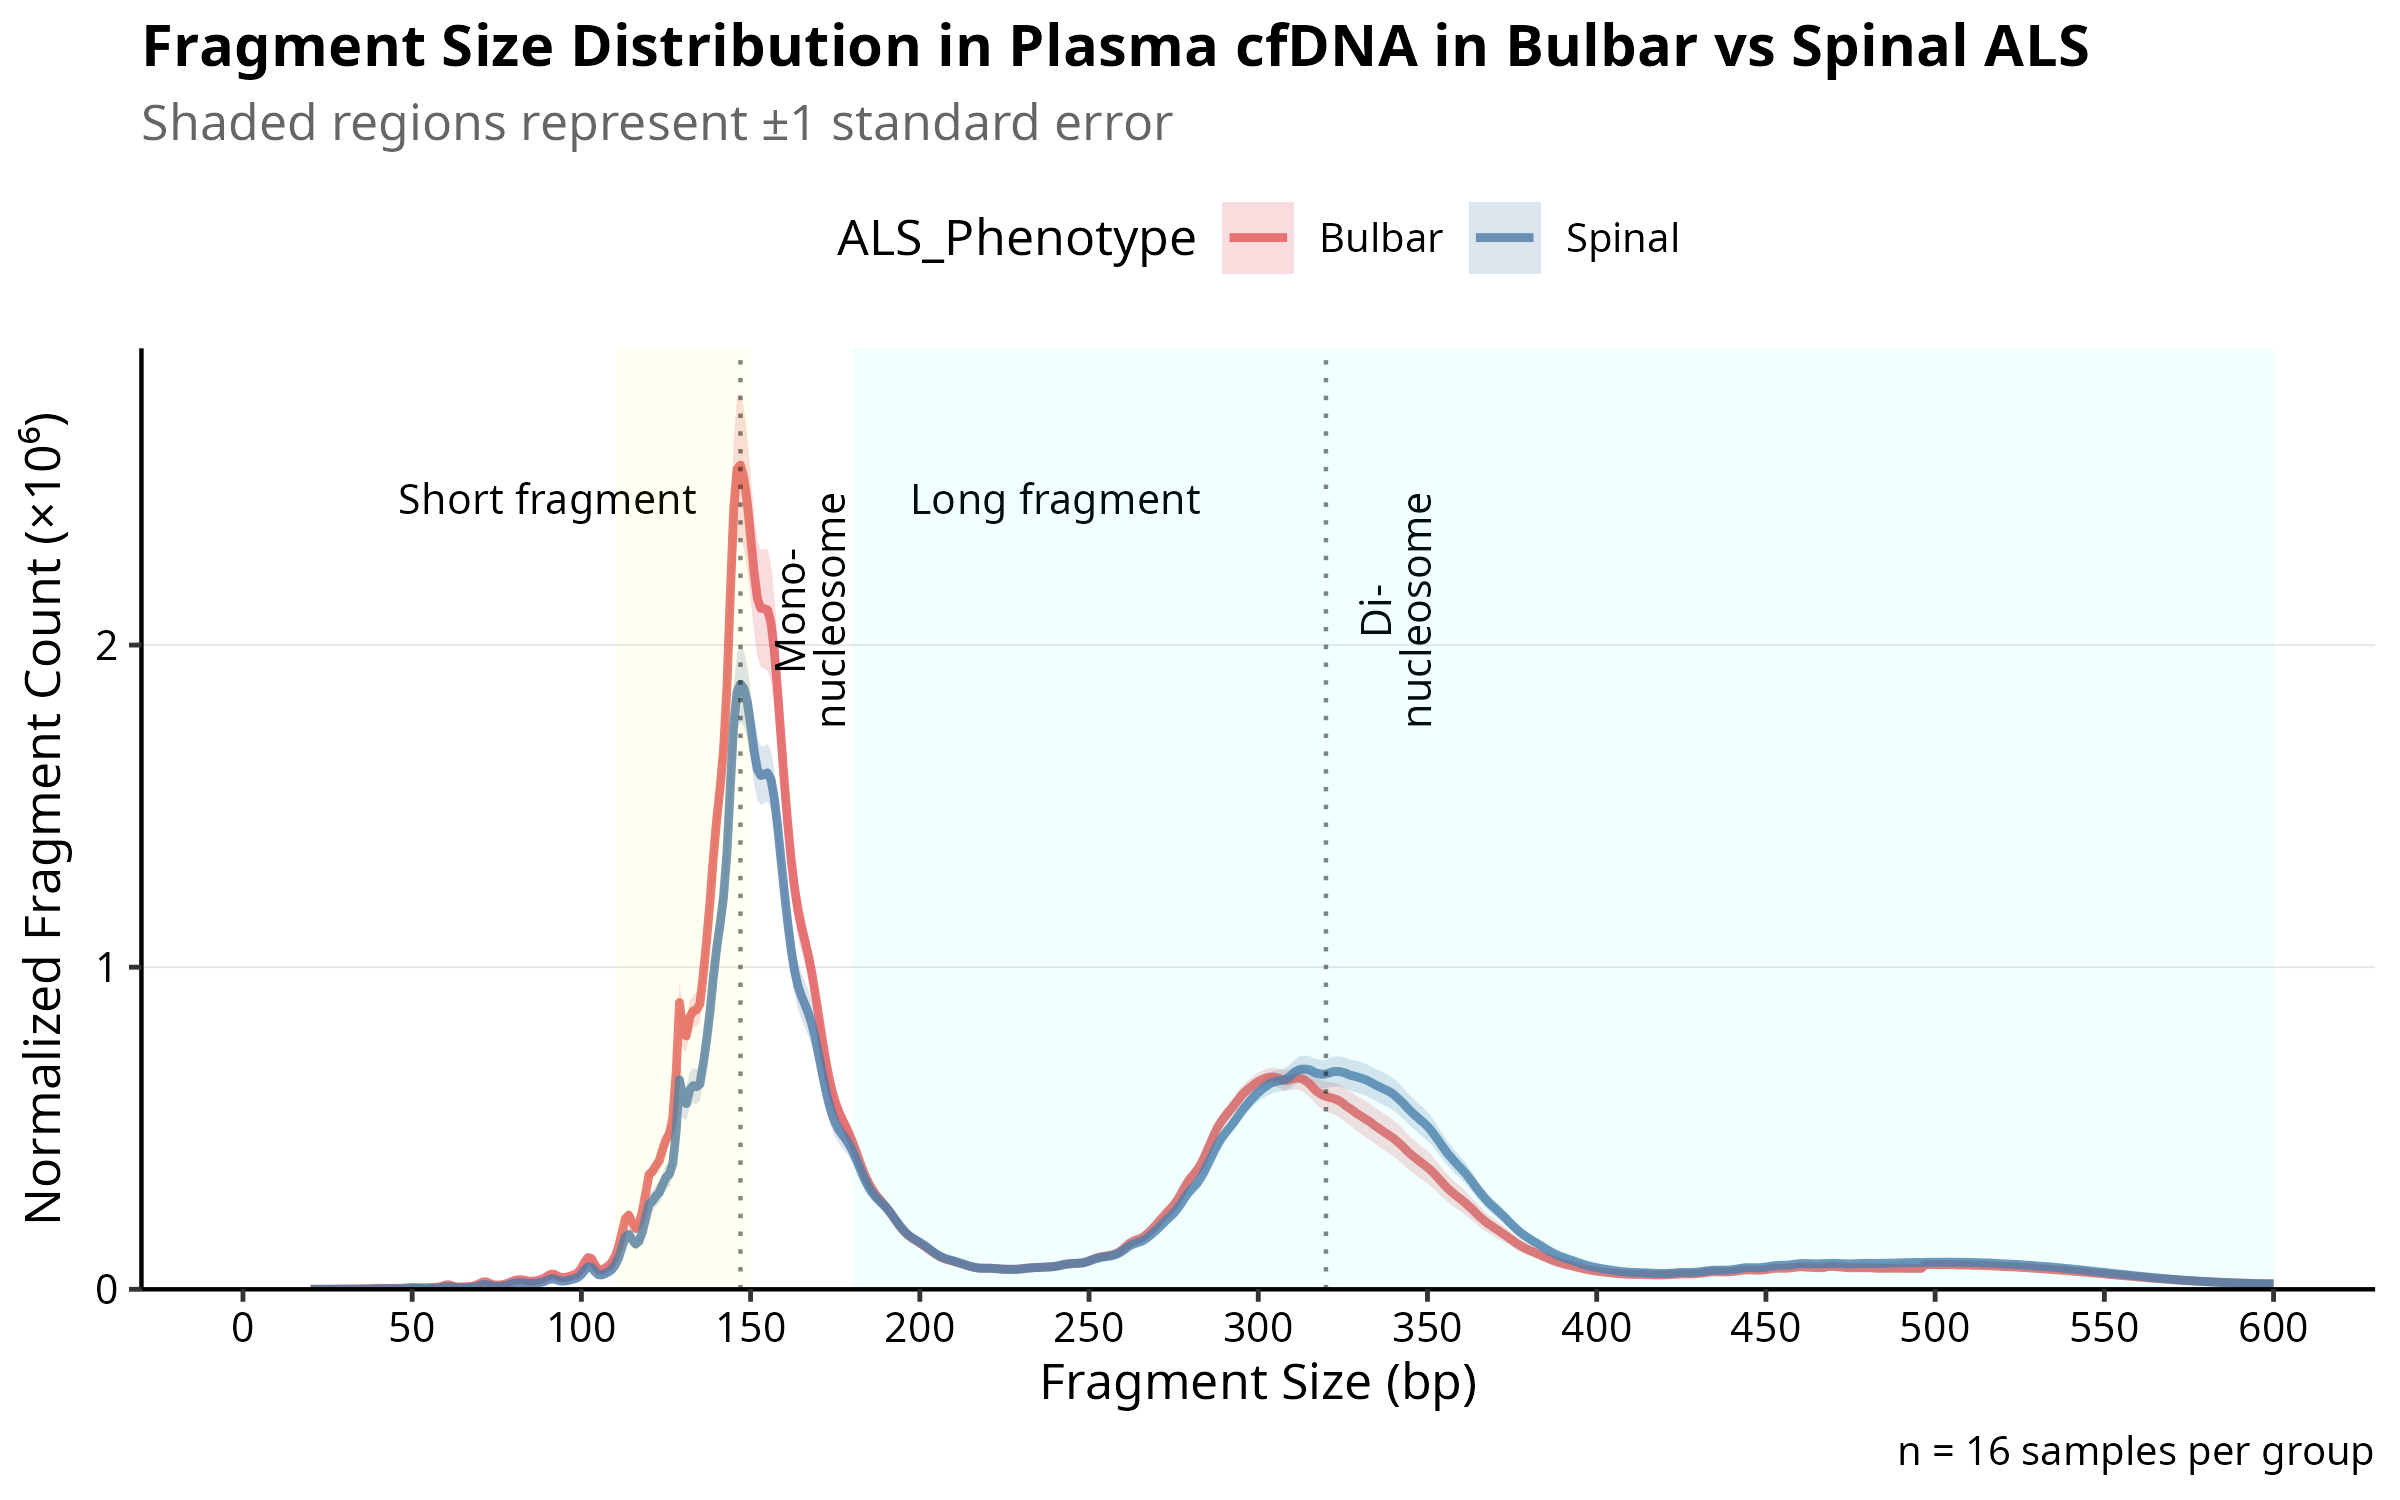 Fragment Size Distribution in Plasma cfDNA in Bulbar vs Spinal ALS
Shaded regions represent ±1 standard error
ALS_Phenotype Bulbar Spinal
Normalized Fragment Count (×10⁶)
Short fragment
Mono-
nucleosome
Long fragment
Di-
nucleosome
2
1
0
0 50 100 150 200 250 300 350 400 450 500 550 600
Fragment Size (bp)
n = 16 samples per group